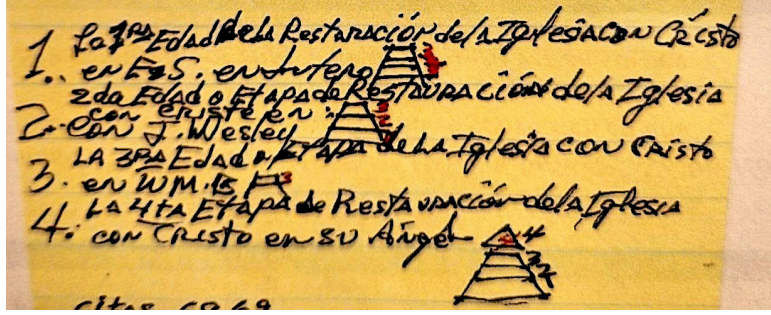 1. La 1RA Edad de la Restauración de la Iglesia con Cristo
en E.S. en Lutero
2da Edad o Etapa de Restauración de la Iglesia
2. con Cristo en:
con J. Wesley
LA 3RA Edad o Etapa de La Iglesia con Cristo
3. en WM. B
LA 4TA Etapa de Restauración de la Iglesia
4. con Cristo en su Ángel